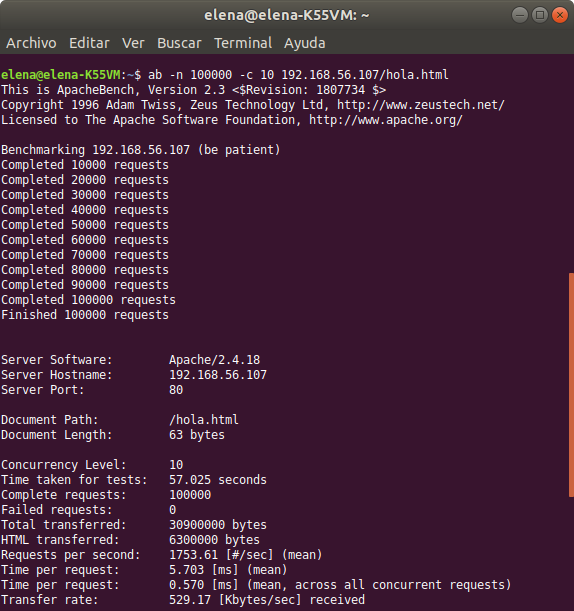 elena@elena-K55VM: ~
Archivo Editar Ver Buscar Terminal Ayuda
elena@elena-K55VM:~$ ab -n 100000 -c 10 192.168.56.107/hola.html
This is ApacheBench, Version 2.3 <$Revision: 1807734 $>
Copyright 1996 Adam Twiss, Zeus Technology Ltd, http://www.zeustech.net/
Licensed to The Apache Software Foundation, http://www.apache.org/

Benchmarking 192.168.56.107 (be patient)
Completed 10000 requests
Completed 20000 requests
Completed 30000 requests
Completed 40000 requests
Completed 50000 requests
Completed 60000 requests
Completed 70000 requests
Completed 80000 requests
Completed 90000 requests
Completed 100000 requests
Finished 100000 requests

Server Software:        Apache/2.4.18
Server Hostname:        192.168.56.107
Server Port:            80

Document Path:          /hola.html
Document Length:        63 bytes

Concurrency Level:      10
Time taken for tests:   57.025 seconds
Complete requests:      100000
Failed requests:        0
Total transferred:      30900000 bytes
HTML transferred:       6300000 bytes
Requests per second:    1753.61 [#/sec] (mean)
Time per request:       5.703 [ms] (mean)
Time per request:       0.570 [ms] (mean, across all concurrent requests)
Transfer rate:          529.17 [Kbytes/sec] received